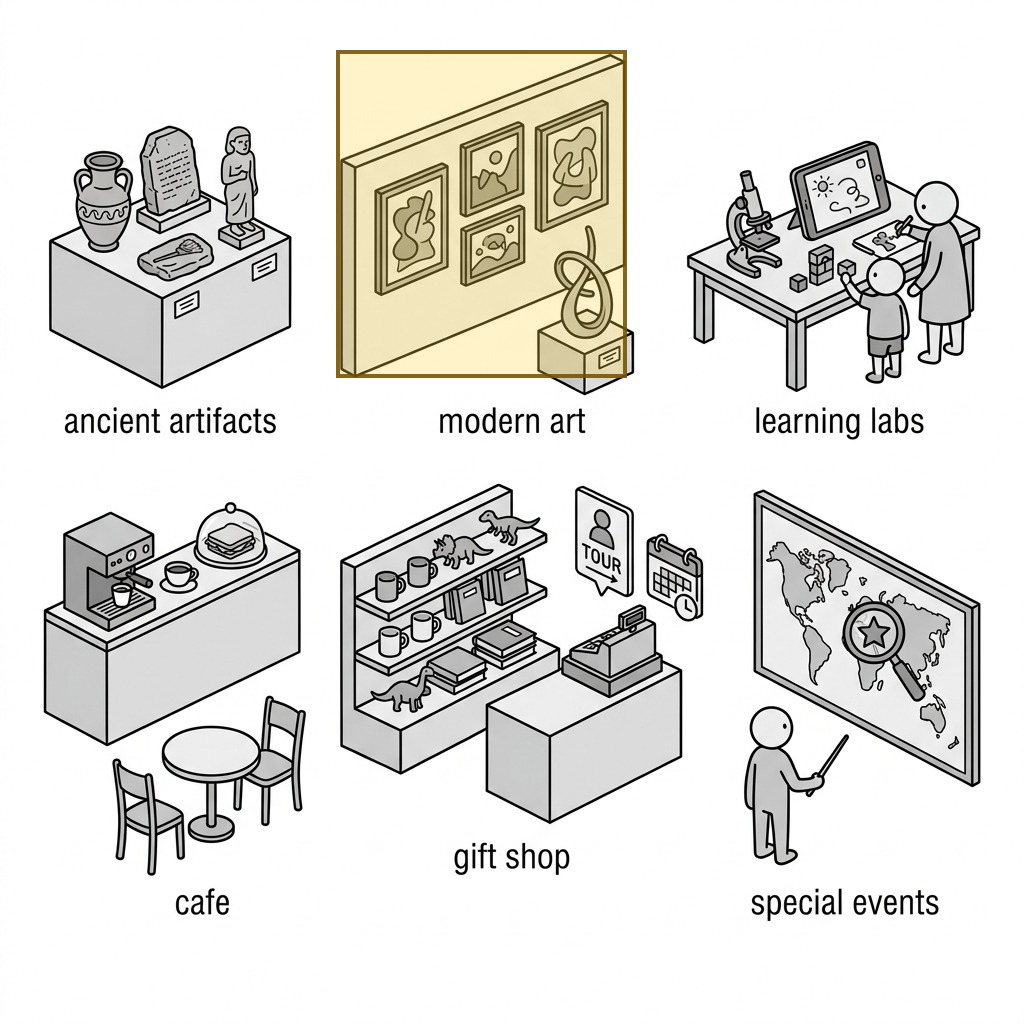 ancient artifacts
modern art
learning labs
TOUR
cafe
gift shop
special events